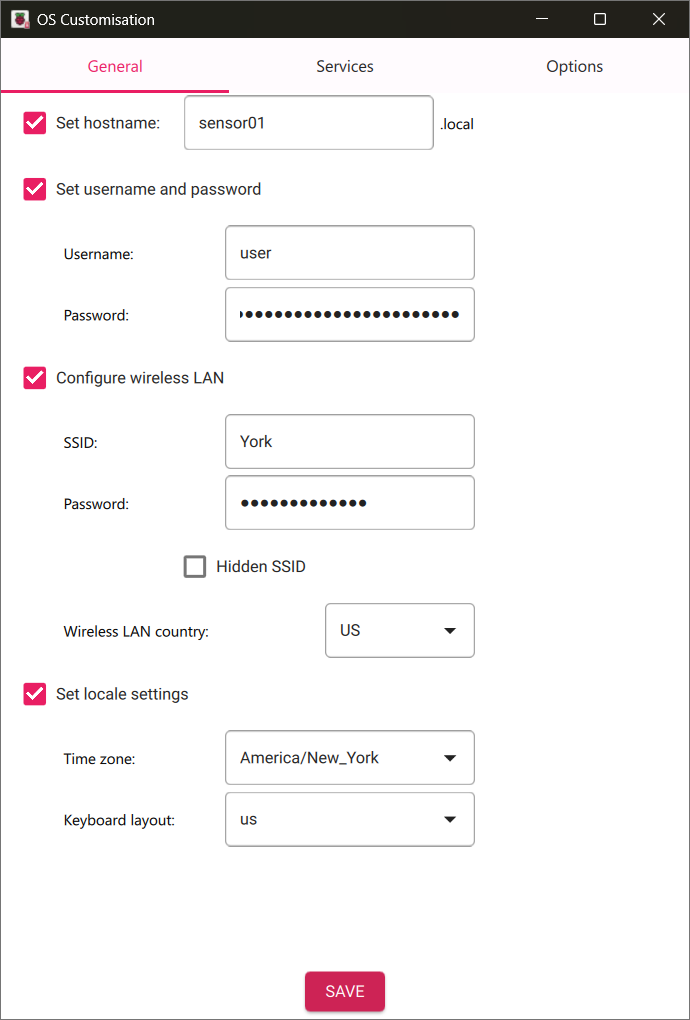 OS Customisation
General Services Options
Set hostname: sensor01 .local
Set username and password
Username: user
Password: ●●●●●●●●●●●●●●●●●●●●●●●
Configure wireless LAN
SSID: York
Password: ●●●●●●●●●●●●●
Hidden SSID
Wireless LAN country: US
Set locale settings
Time zone: America/New_York
Keyboard layout: us
SAVE